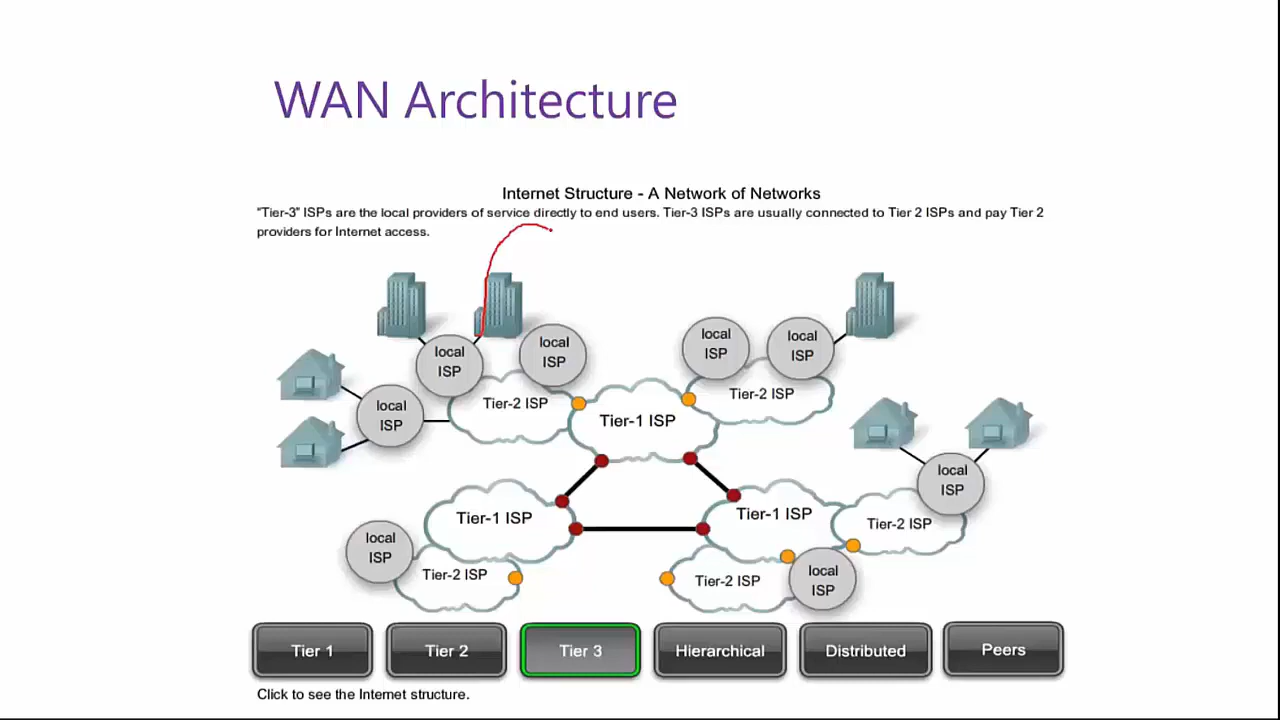 WAN Architecture
Internet Structure - A Network of Networks
"Tier-3" ISPs are the local providers of service directly to end users. Tier-3 ISPs are usually connected to Tier 2 ISPs and pay Tier 2
providers for Internet access.
local
ISP
local
ISP
local
ISP
local
ISP
local
ISP
Tier-2 ISP
Tier-1 ISP
Tier-2 ISP
local
ISP
Tier-1 ISP
Tier-1 ISP
Tier-2 ISP
local
ISP
Tier-2 ISP
Tier-2 ISP
local
ISP
Tier 1
Tier 2
Tier 3
Hierarchical
Distributed
Peers
Click to see the Internet structure.